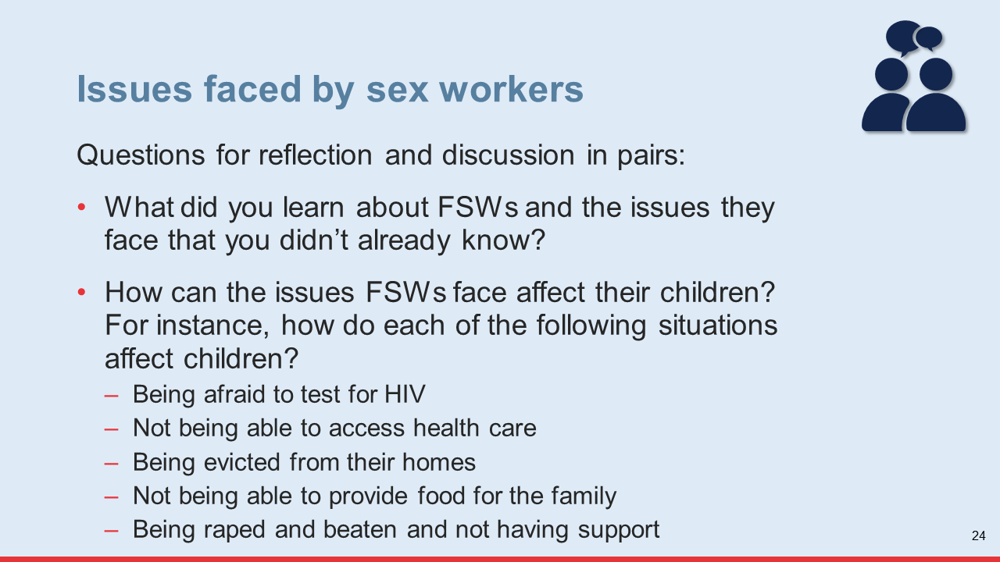 Issues faced by sex workers
Questions for reflection and discussion in pairs:
• What did you learn about FSWs and the issues they
face that you didn’t already know?
• How can the issues FSWs face affect their children?
For instance, how do each of the following situations
affect children?
– Being afraid to test for HIV
– Not being able to access health care
– Being evicted from their homes
– Not being able to provide food for the family
– Being raped and beaten and not having support
24